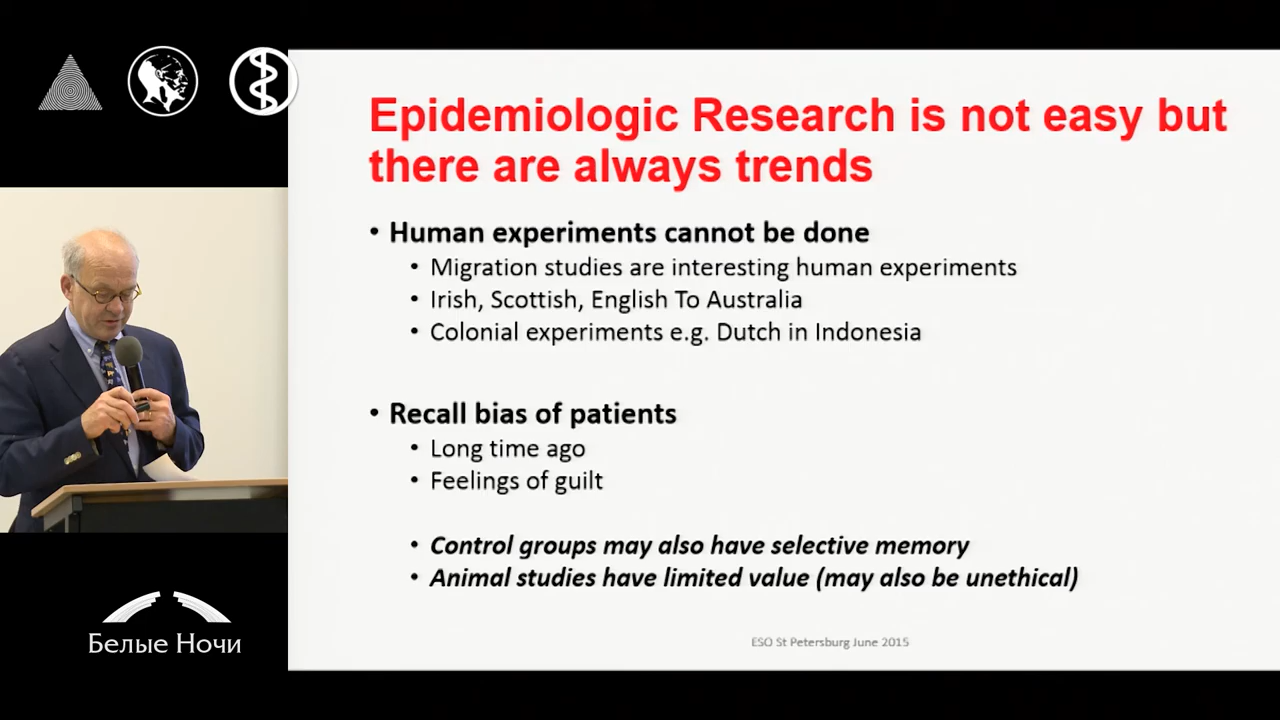 Epidemiologic Research is not easy but
there are always trends
• Human experiments cannot be done
• Migration studies are interesting human experiments
• Irish, Scottish, English To Australia
• Colonial experiments e.g. Dutch in Indonesia
• Recall bias of patients
• Long time ago
• Feelings of guilt
• Control groups may also have selective memory
• Animal studies have limited value (may also be unethical)
ESO St Petersburg June 2015
Белые Ночи